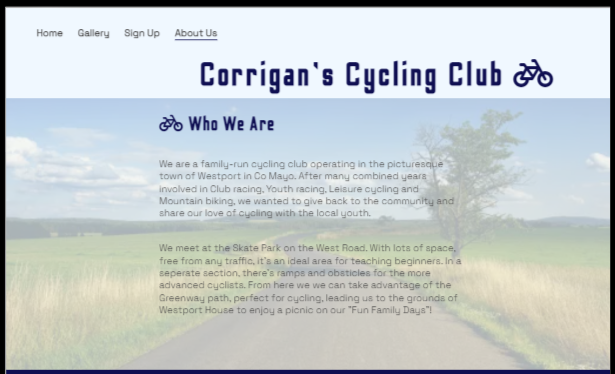 Home Gallery Sign Up About Us
Corrigan's Cycling Club
Who We Are
We are a family-run cycling club operating in the picturesque
town of Westport in Co Mayo. After many combined years
involved in Club racing, Youth racing, Leisure cycling and
Mountain biking, we wanted to give back to the community and
share our love of cycling with the local youth.
We meet at the Skate Park on the West Road. With lots of space,
free from any traffic, it's an ideal area for teaching beginners. In a
seperate section, there's ramps and obsticles for the more
advanced cyclists. From here we we can take advantage of the
Greenway path, perfect for cycling, leading us to the grounds of
Westport House to enjoy a picnic on our "Fun Family Days"!